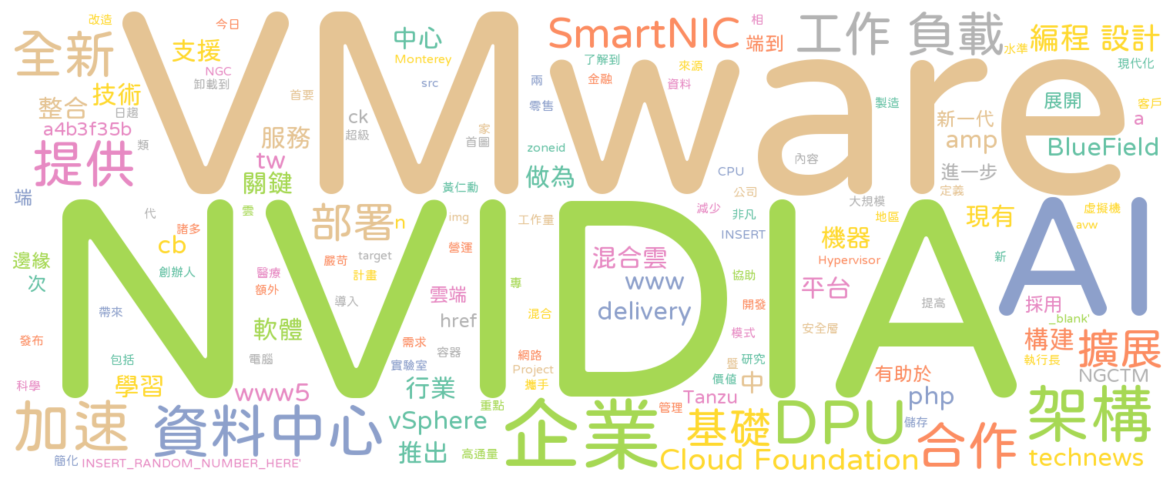 改造
今日
相
全新
支援
中心
SmartNIC
端到
工作
負載
水準
編程
設計
NGC
Monterey
了解到
來源
現代化
卸載到
VMware
整合
技術
首要
src
兩
金融
資料
展開
客戶
日趨
ck
超級
零售
製造
新一代
a
a4b3f35b
服務
家
首圖
amp
類
提供
tw
zoneid
內容
BlueField
關鍵
做為
CPU
進一步
端
黃仁勳
公司
定義
代
雲
部署
n
img
工作量
減少
非凡
大規模
地區
現有
虛擬機
avw
諸多
cb
營運
INSERT
機器
AI
邊緣
創辦人
嚴苛
target
混合雲
Hypervisor
新
次
醫療
計畫
專
www
協助
平台
額外
雲端
NVIDIA
帶來
導入
混合
delivery
開發
提高
採用
軟體
href
模式
安全層
_blank'
發布
包括
電腦
容器
需求
網路
暨
研究
構建
擴展
實驗室
Project
執行長
科學
學習
www5
行業
攜手
價值
中
有助於
NGCTM
加速
資料中心
vSphere
重點
企業
管理
Tanzu
php
架構
推出
基礎
DPU
儲存
合作
簡化
INSERT_RANDOM_NUMBER_HERE'
高通量
Cloud Foundation
technews